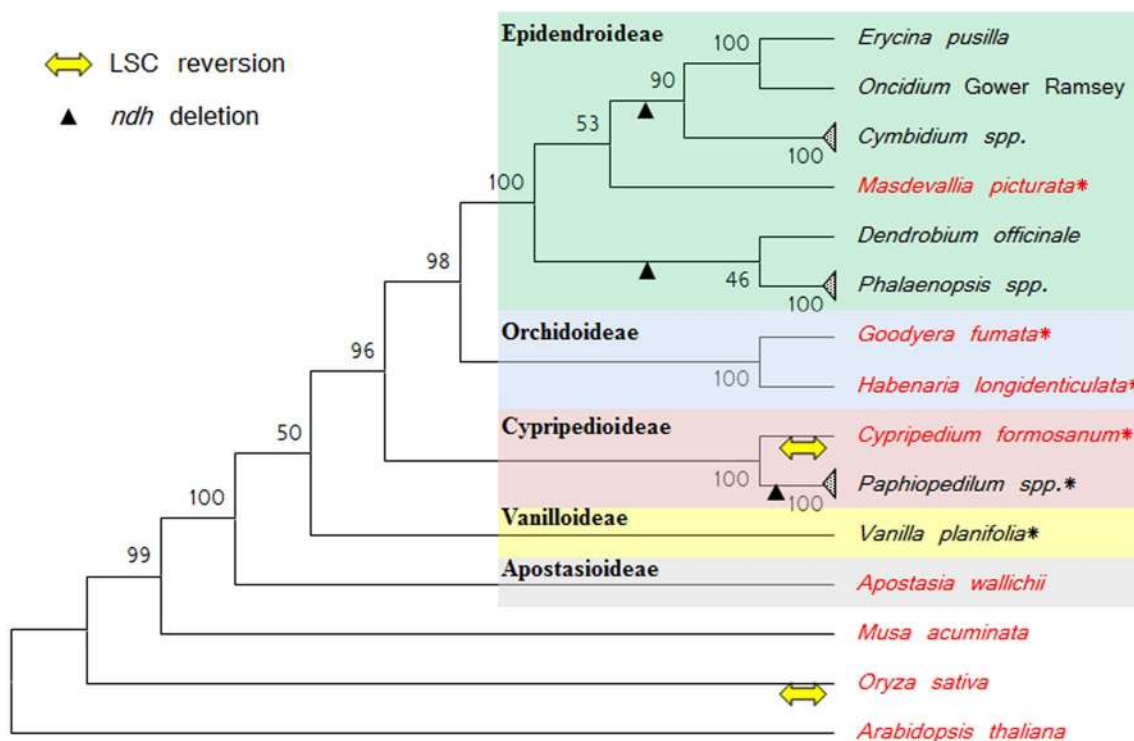 LSC reversion
ndh deletion
Epidendroideae
100
Erycina pusilla
90
Oncidium Gower Ramsey
53
Cymbidium spp.
100
100
Masdevallia picturata*
Dendrobium officinale
98
46
Phalaenopsis spp.
100
Orchidoideae
Goodyera fumata*
96
100
Habenaria longidenticulata*
Cypripedioideae
50
Cypripedium formosanum*
100
Paphiopedilum spp.*
100
100
Vanilloideae
Vanilla planifolia*
99
Apostasioideae
Apostasia wallichii
Musa acuminata
Oryza sativa
Arabidopsis thaliana